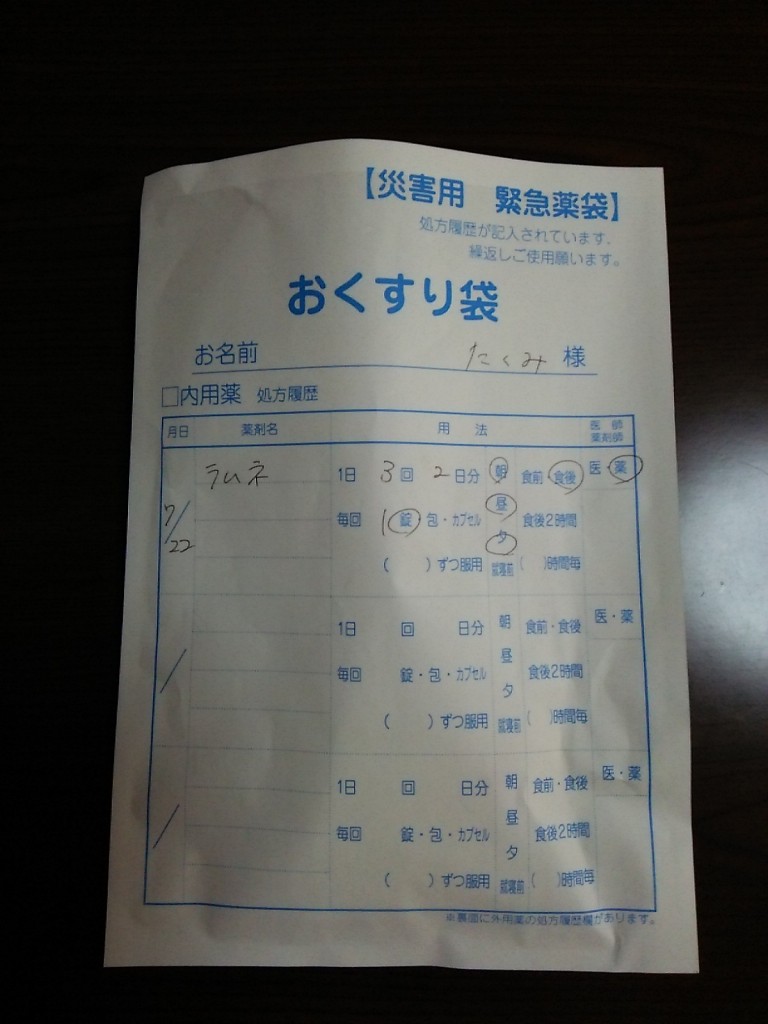 【災害用 緊急薬袋】
処方履歴が記入されています。
繰返しご使用願います。
おくすり袋
お名前 たくみ 様
□内用薬 処方履歴
月日 薬剤名 用法 医師 薬剤師
7/22 ラムネ 1日 3回 2日分 朝 食前・食後 医・薬
毎回 1錠 包・カプセル 昼 食後2時間
夕
( )ずつ服用 就寝前 ( )時間毎
/ 1日 回 日分 朝 食前・食後 医・薬
昼
毎回 錠・包・カプセル 食後2時間
夕
( )ずつ服用 就寝前 ( )時間毎
/ 1日 回 日分 朝 食前・食後 医・薬
昼
毎回 錠・包・カプセル 食後2時間
夕
( )ずつ服用 就寝前 ( )時間毎
※裏面に外用薬の処方履歴欄があります。